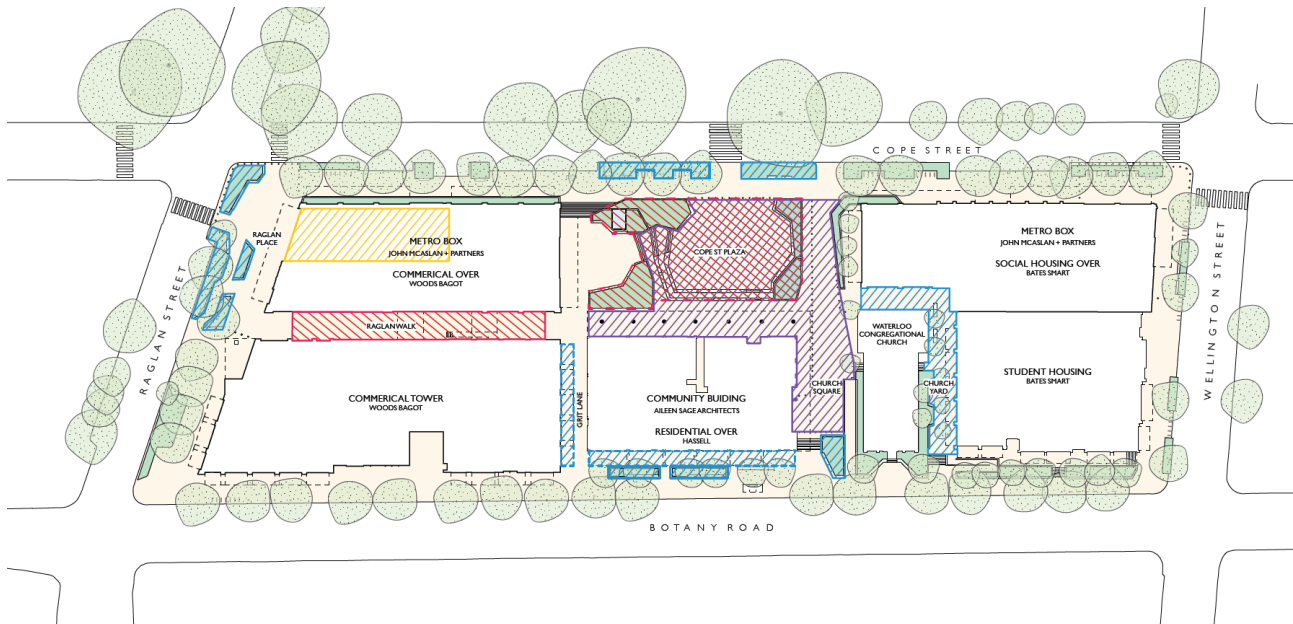 COPE STREET
RAGLAN
PLACE
METRO BOX
JOHN MCASLAN + PARTNERS
COMMERICAL OVER
WOODS BAGOT
COPE ST PLAZA
METRO BOX
JOHN MCASLAN + PARTNERS
SOCIAL HOUSING OVER
BATES SMART
RAGLAN STREET
WELLINGTON STREET
RAGLAN WALK
WATERLOO
CONGREGATIONAL
CHURCH
COMMERICAL TOWER
WOODS BAGOT
GRIT LANE
COMMUNITY BUIDING
AILEEN SAGE ARCHITECTS
RESIDENTIAL OVER
HASSELL
CHURCH
SQUARE
CHURCH
YARD
STUDENT HOUSING
BATES SMART
BOTANY ROAD